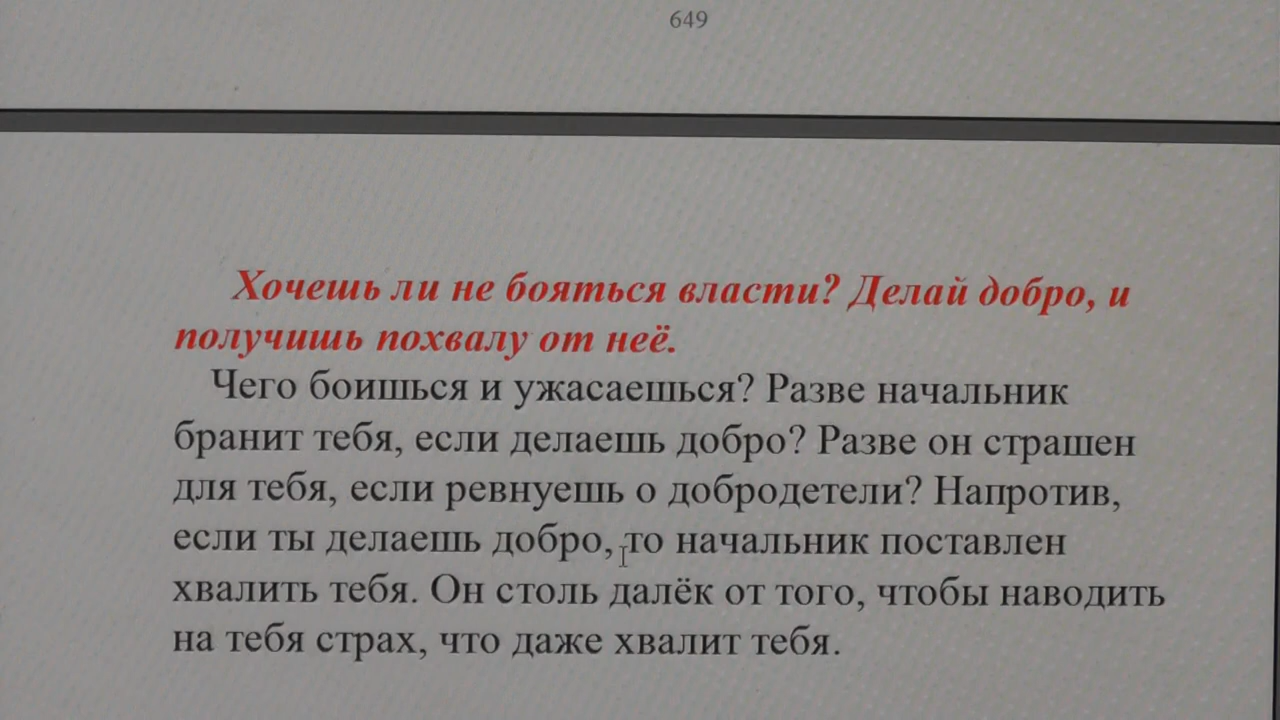 649
Хочешь ли не бояться власти? Делай добро, и
получишь похвалу от неё.
Чего боишься и ужасаешься? Разве начальник
бранит тебя, если делаешь добро? Разве он страшен
для тебя, если ревнуешь о добродетели? Напротив,
если ты делаешь добро, то начальник поставлен
хвалить тебя. Он столь далёк от того, чтобы наводить
на тебя страх, что даже хвалит тебя.